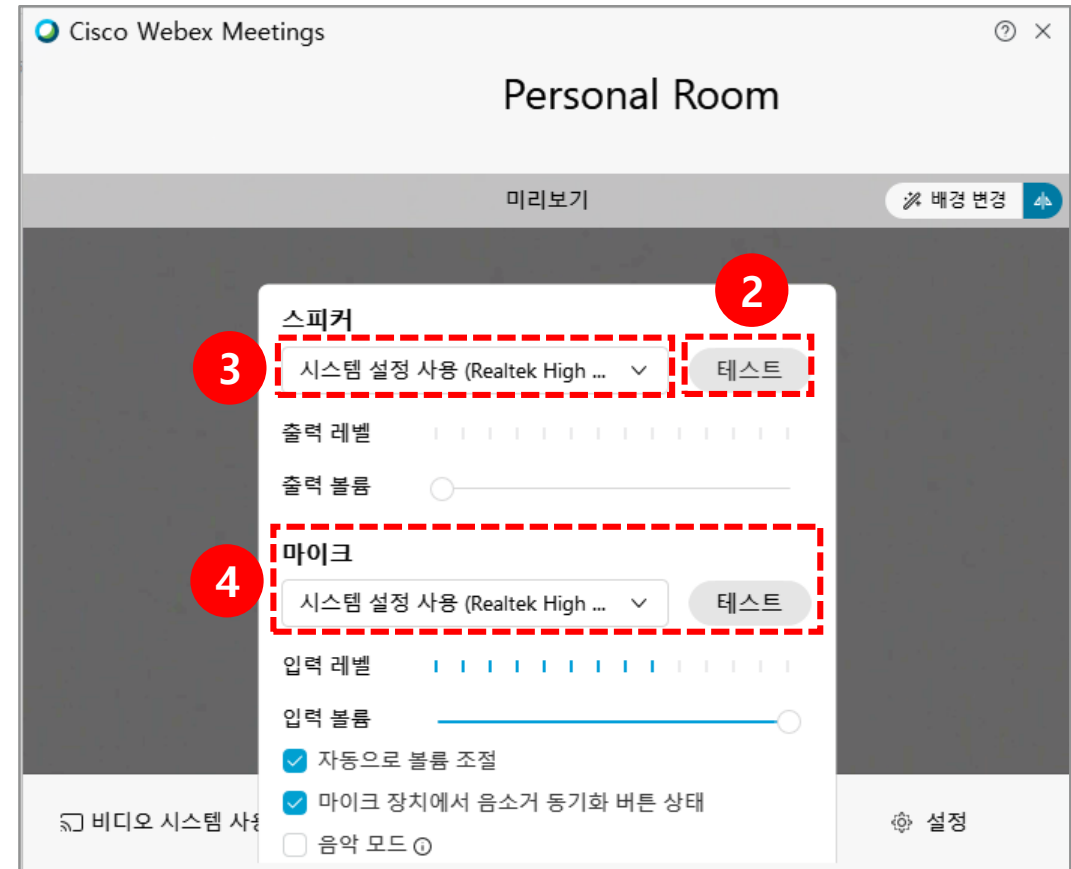 Cisco Webex Meetings
Personal Room
미리보기
배경 변경
2
스피커
3
시스템 설정 사용 (Realtek High ...
테스트
출력 레벨
출력 볼륨
4
마이크
시스템 설정 사용 (Realtek High ...
테스트
입력 레벨
입력 볼륨
자동으로 볼륨 조절
마이크 장치에서 음소거 동기화 버튼 상태
비디오 시스템 사용
설정
음악 모드